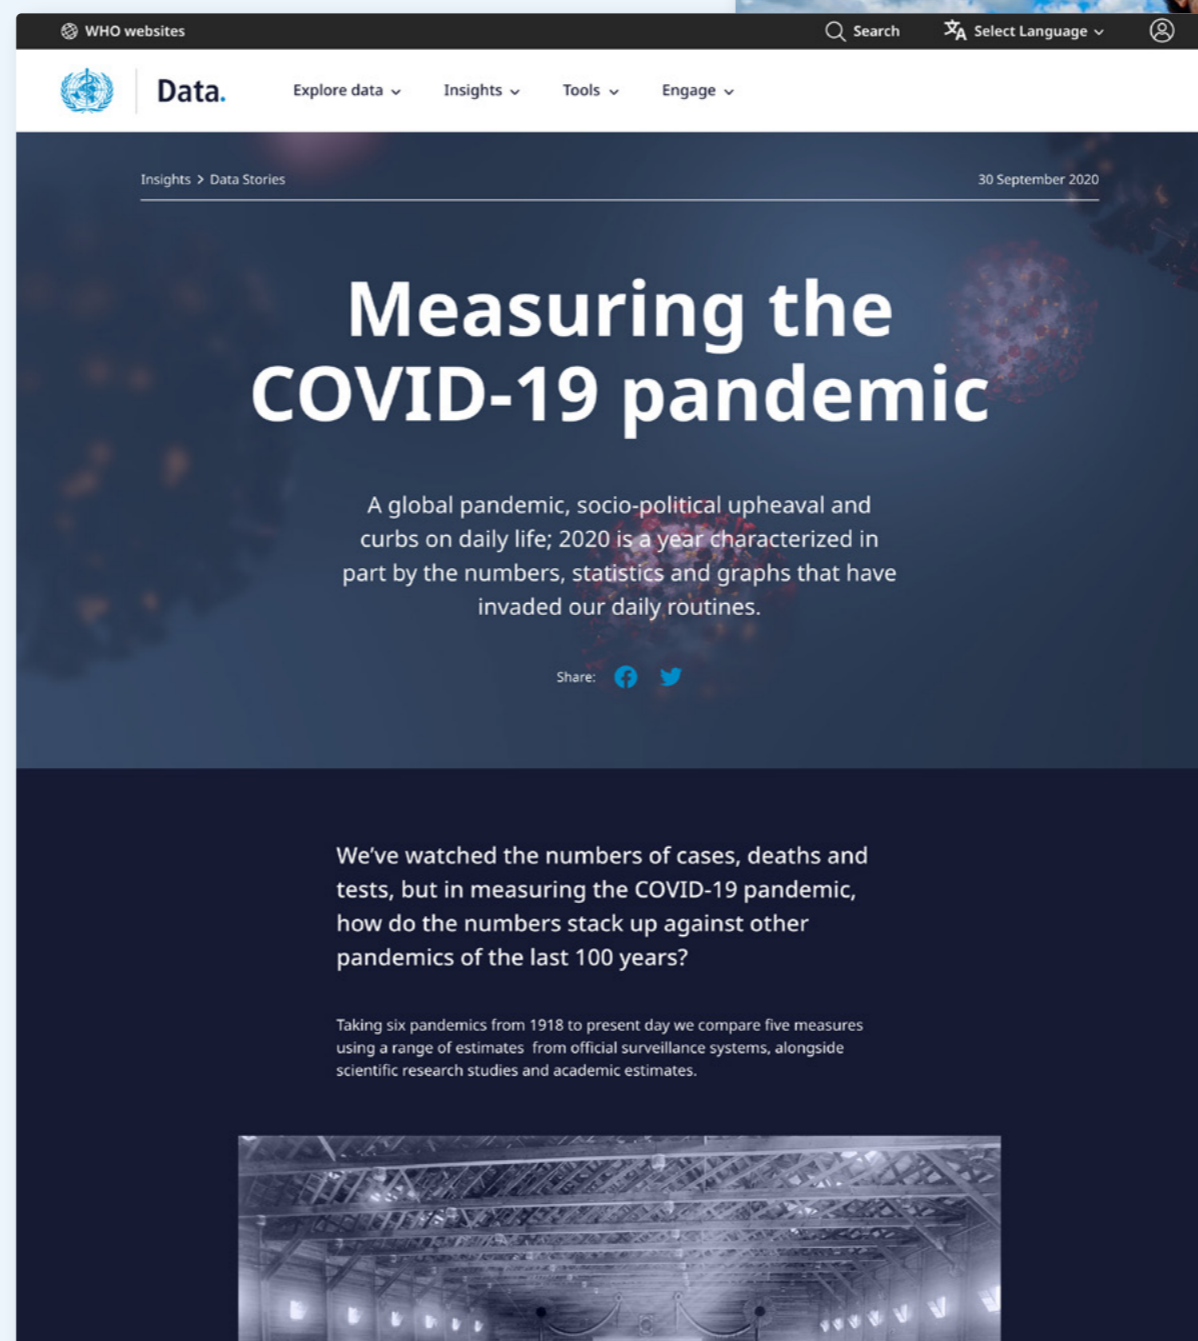 WHO websites
Search
Select Language
Data.
Explore data
Insights
Tools
Engage
Insights > Data Stories
30 September 2020
Measuring the
COVID-19 pandemic
A global pandemic, socio-political upheaval and
curbs on daily life; 2020 is a year characterized in
part by the numbers, statistics and graphs that have
invaded our daily routines.
Share:
We've watched the numbers of cases, deaths and
tests, but in measuring the COVID-19 pandemic,
how do the numbers stack up against other
pandemics of the last 100 years?
Taking six pandemics from 1918 to present day we compare five measures
using a range of estimates from official surveillance systems, alongside
scientific research studies and academic estimates.